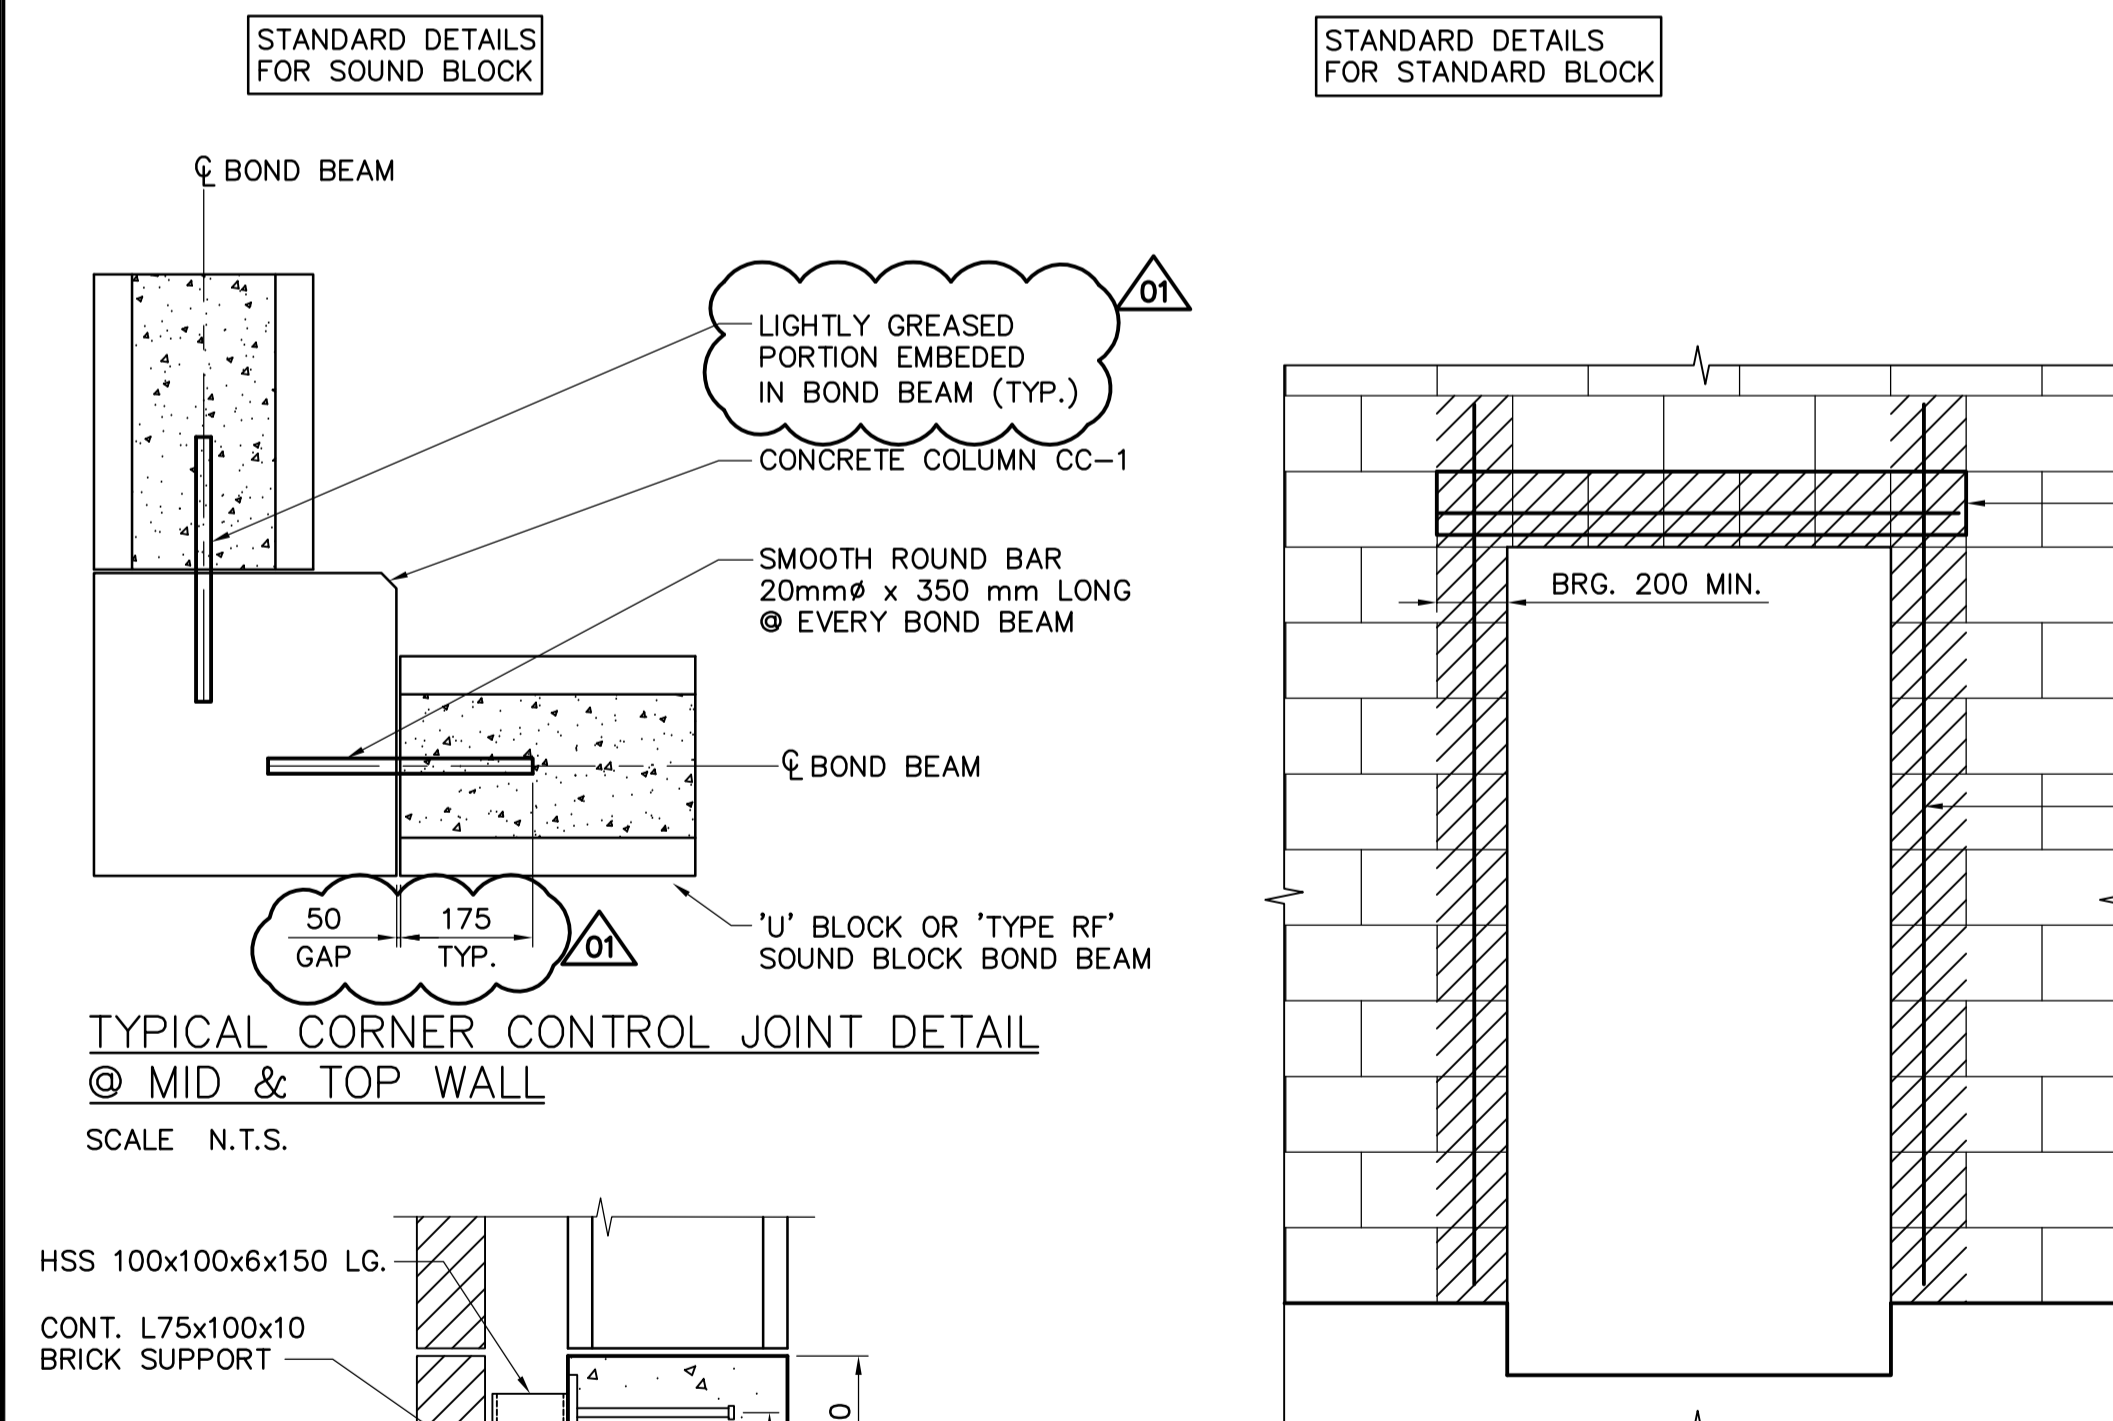 STANDARD DETAILS
FOR SOUND BLOCK
STANDARD DETAILS
FOR STANDARD BLOCK
℄ BOND BEAM
01
LIGHTLY GREASED
PORTION EMBEDED
IN BOND BEAM (TYP.)
CONCRETE COLUMN CC-1
SMOOTH ROUND BAR
20mmø x 350 mm LONG
@ EVERY BOND BEAM
BRG. 200 MIN.
℄ BOND BEAM
50
GAP
175
TYP.
01
'U' BLOCK OR 'TYPE RF'
SOUND BLOCK BOND BEAM
TYPICAL CORNER CONTROL JOINT DETAIL
@ MID & TOP WALL
SCALE N.T.S.
HSS 100x100x6x150 LG.
CONT. L75x100x10
BRICK SUPPORT